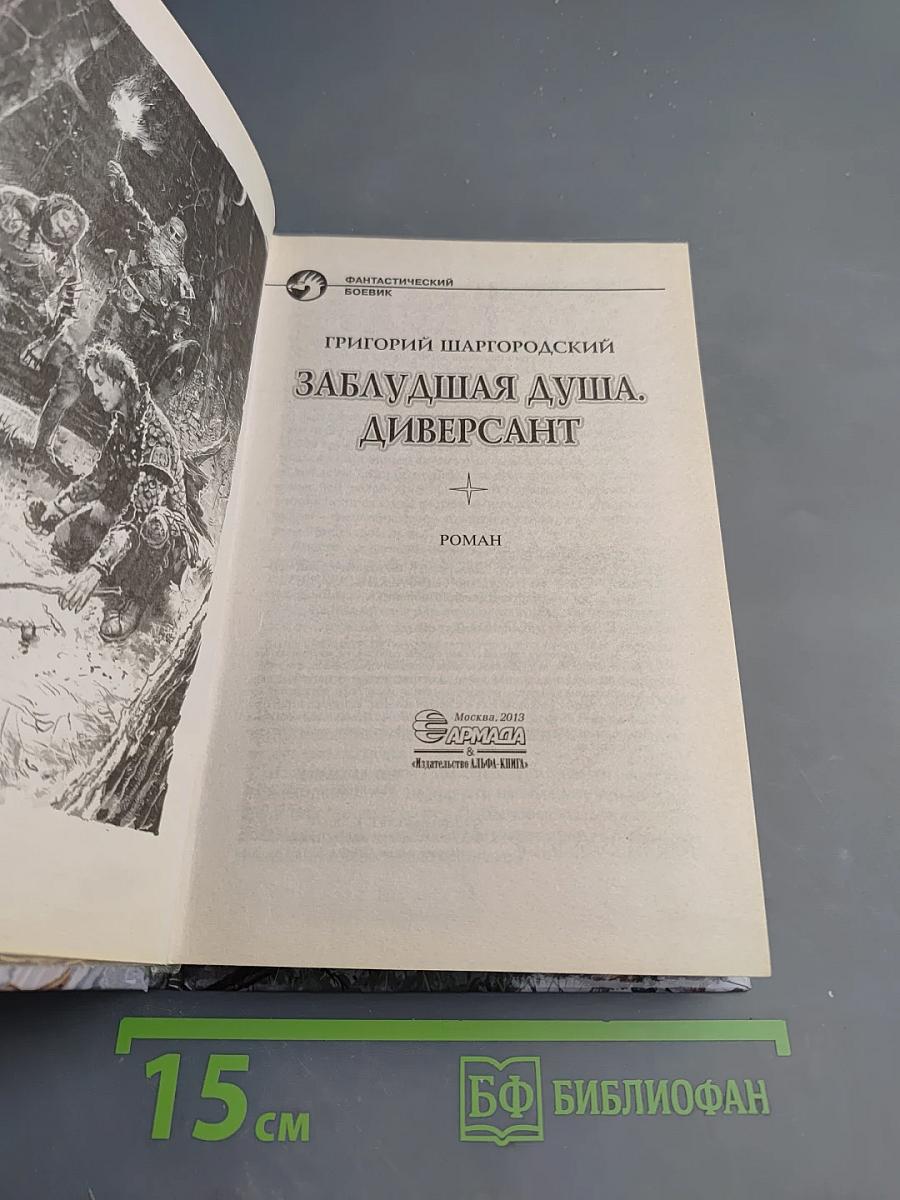 ФАНТАСТИЧЕСКИЙ
БОЕВИК
ГРИГОРИЙ ШАРГОРОДСКИЙ
ЗАБЛУДШАЯ ДУША.
ДИВЕРСАНТ
РОМАН
Москва, 2013
АРМАДА
&
«Издательство АЛЬФА-КНИГА»
15 см
БФ БИБЛИОФАН